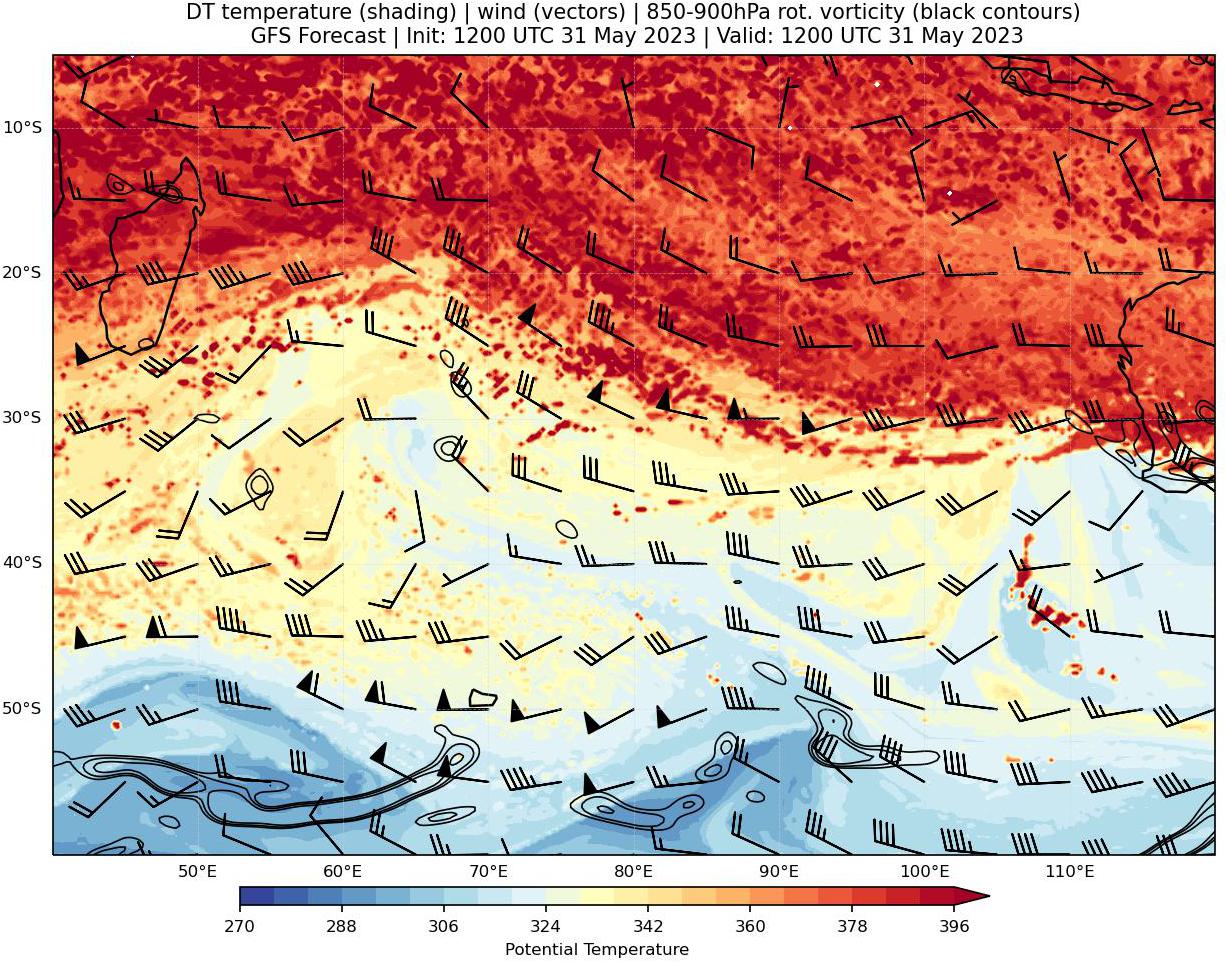 DT temperature (shading) | wind (vectors) | 850-900hPa rot. vorticity (black contours)
GFS Forecast | Init: 1200 UTC 31 May 2023 | Valid: 1200 UTC 31 May 2023
10°S
20°S
30°S
40°S
50°S
50°E 60°E 70°E 80°E 90°E 100°E 110°E
270 288 306 324 342 360 378 396
Potential Temperature